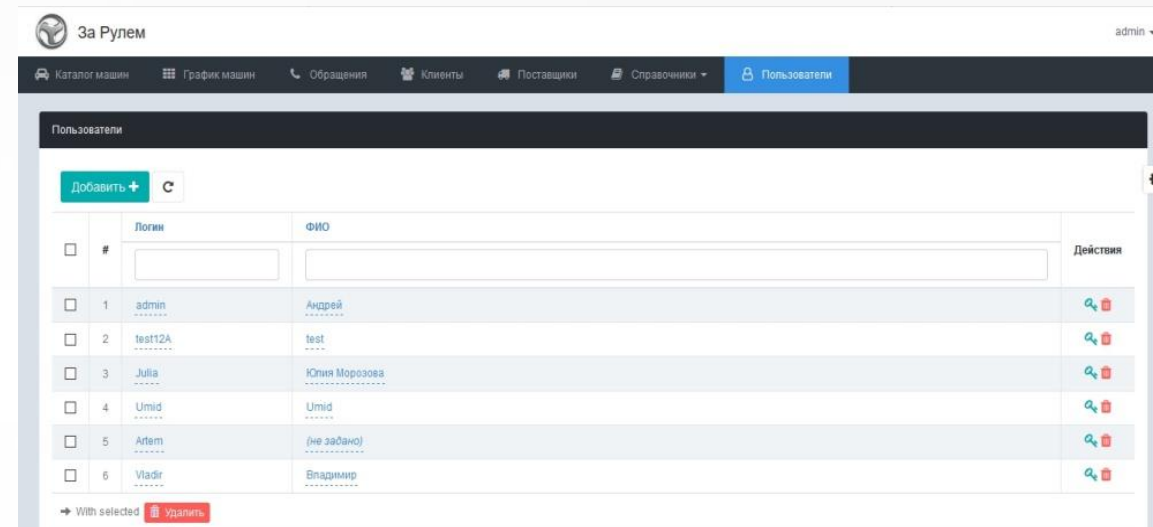 За Рулем
admin
Каталог машин График машин Обращения Клиенты Поставщики Справочники Пользователи
Пользователи
Добавить
Логин ФИО
# Действия
1 admin Андрей
2 test12A test
3 Julia Юлия Морозова
4 Umid Umid
5 Artem (не задано)
6 Vladir Владимир
With selected Удалить